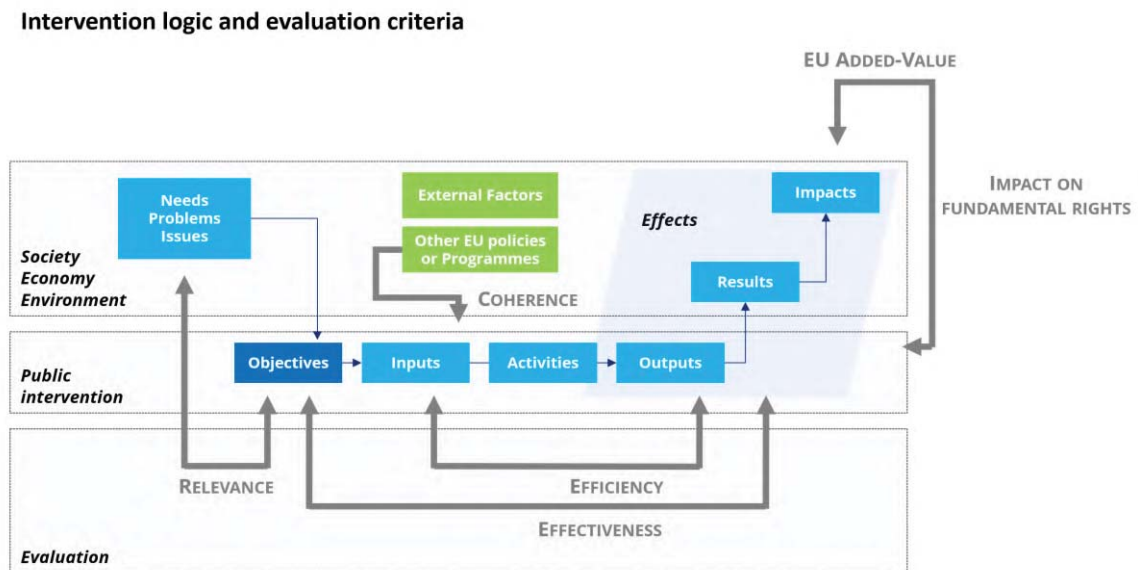 Intervention logic and evaluation criteria
EU ADDED-VALUE
IMPACT ON
FUNDAMENTAL RIGHTS
Needs
Problems
Issues
External Factors
Other EU policies
or Programmes
COHERENCE
Effects
Impacts
Results
Society
Economy
Environment
Objectives
Inputs
Activities
Outputs
Public
intervention
RELEVANCE
EFFICIENCY
EFFECTIVENESS
Evaluation